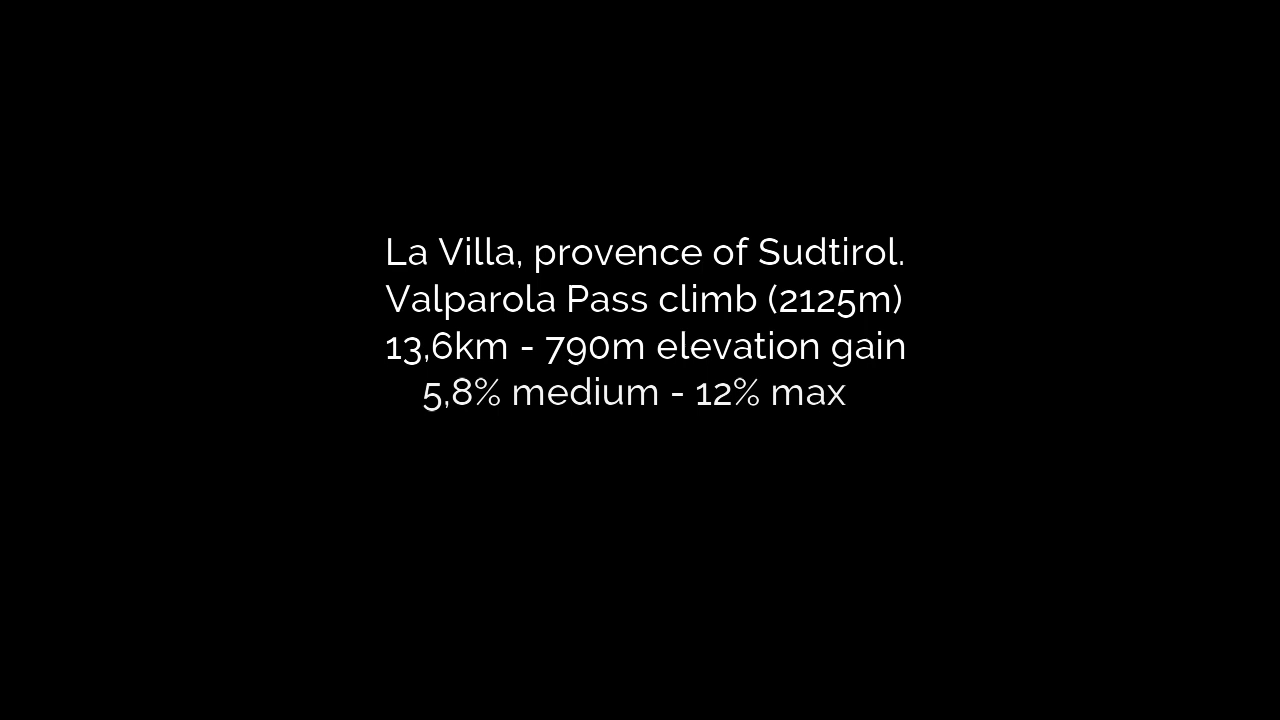 La Villa, provence of Sudtirol.
Valparola Pass climb (2125m)
13,6km - 790m elevation gain
5,8% medium - 12% max